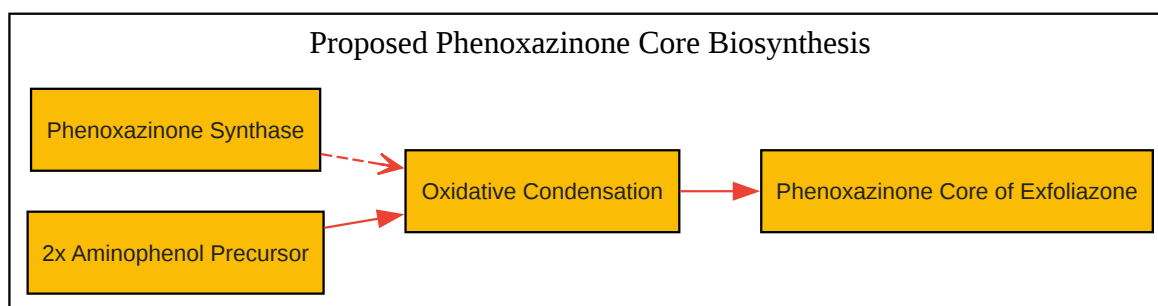 Proposed Phenoxazinone Core Biosynthesis
Phenoxazinone Synthase
2x Aminophenol Precursor
Oxidative Condensation
Phenoxazinone Core of Exfoliazone